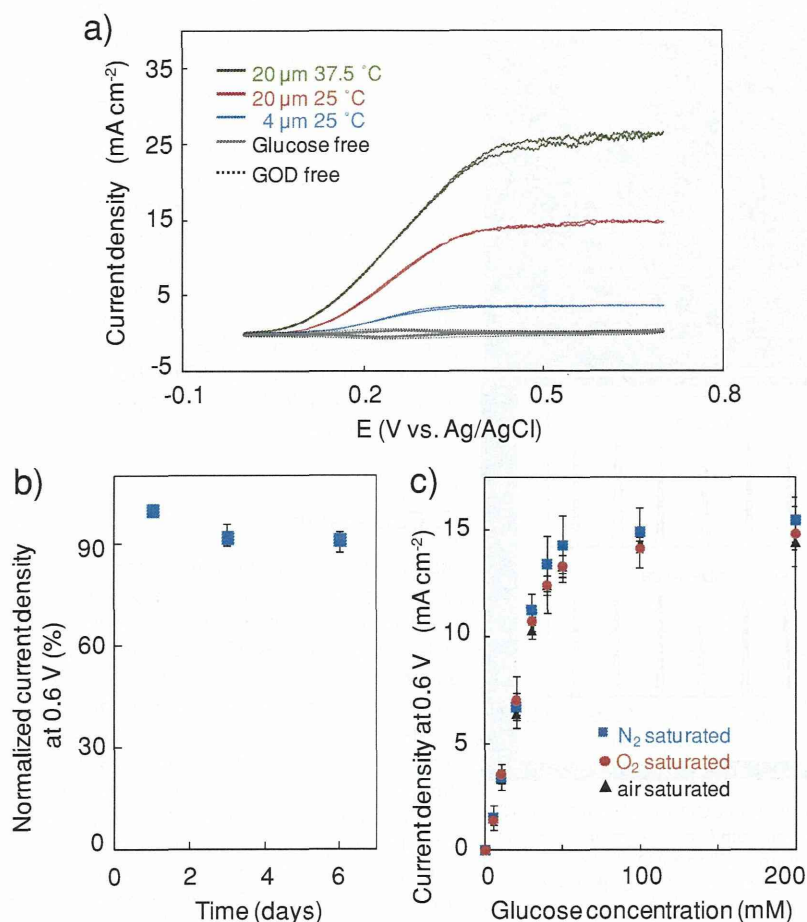 a)
35
25
15
5
-5
Current density (mA cm-2)
20 µm 37.5 ˚C
20 µm 25 ˚C
4 µm 25 ˚C
Glucose free
GOD free
-0.1
0.2
0.5
0.8
E (V vs. Ag/AgCl)
b)
90
60
30
0
Normalized current density
at 0.6 V (%)
0
2
4
6
Time (days)
c)
15
10
5
0
Current density at 0.6 V (mA cm-2)
N2 saturated
O2 saturated
air saturated
0
100
200
Glucose concentration (mM)